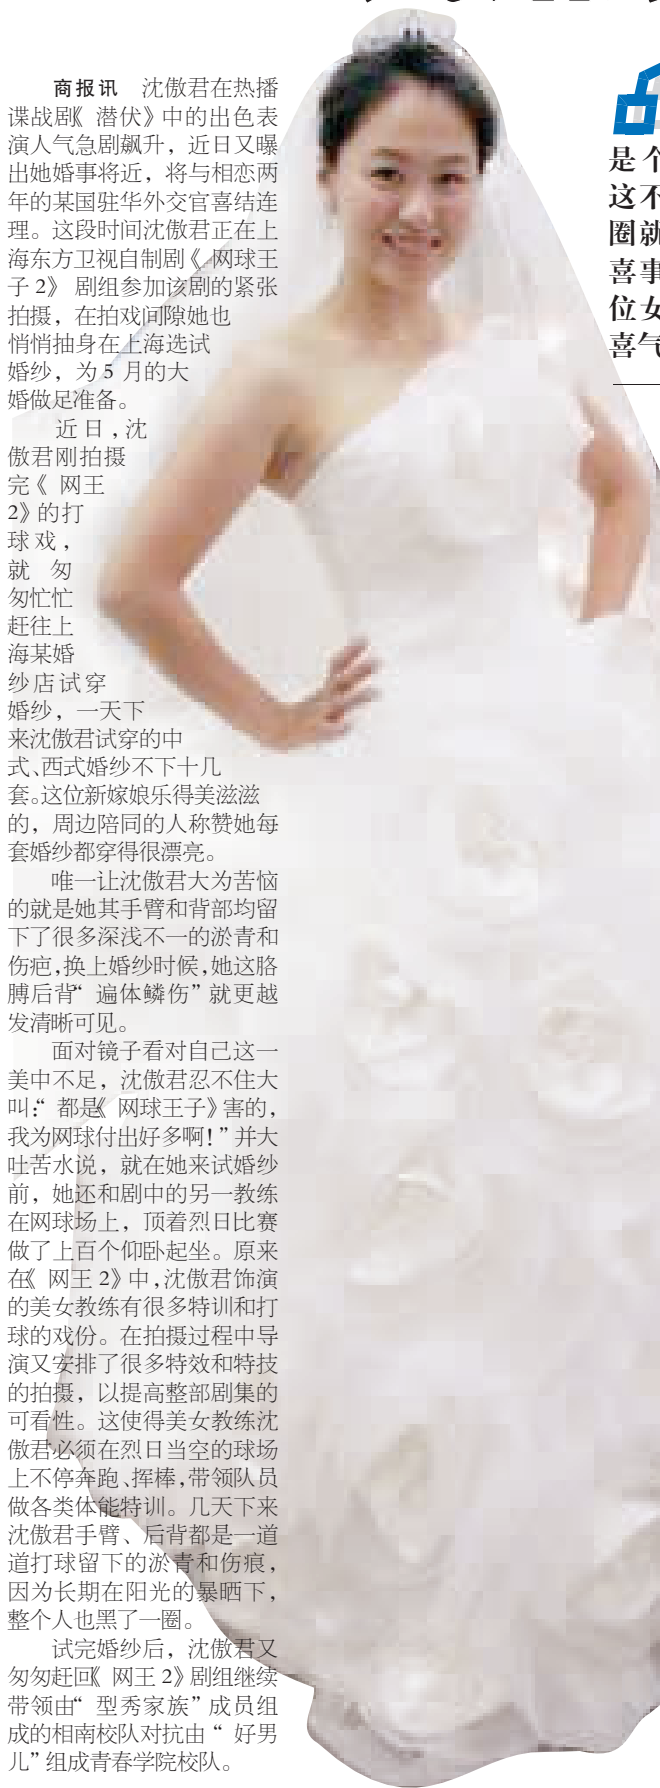 商报讯 沈傲君在热播
谍战剧《潜伏》中的出色表
演人气急剧飙升，近日又曝
出她婚事将近，将与相恋两
年的某国驻华外交官喜结连
理。这段时间沈傲君正在上
海东方卫视自制剧《网球王
子2》剧组参加该剧的紧张
拍摄，在拍戏间隙她也
悄悄抽身在上海选试
婚纱，为5月的大
婚做足准备。
近日，沈
傲君刚拍摄
完《网王
2》的打
球戏，
就匆
匆忙忙
赶往上
海某婚
纱店试穿
婚纱，一天下
来沈傲君试穿的中
式、西式婚纱不下十几
套。这位新嫁娘乐得美滋滋
的，周边陪同的人称赞她每
套婚纱都穿得很漂亮。
唯一让沈傲君大为苦恼
的就是她其手臂和背部均留
下了很多深浅不一的淤青和
伤疤，换上婚纱时候，她这胳
膊后背“遍体鳞伤”就更越
发清晰可见。
面对镜子看对自己这一
美中不足，沈傲君忍不住大
叫：“都是《网球王子》害的，
我为网球付出好多啊！”并大
吐苦水说，就在她来试婚纱
前，她还和剧中的另一教练
在网球场上，顶着烈日比赛
做了上百个仰卧起坐。原来
在《网王2》中，沈傲君饰演
的美女教练有很多特训和打
球的戏份。在拍摄过程中导
演又安排了很多特效和特技
的拍摄，以提高整部剧集的
可看性。这使得美女教练沈
傲君必须在烈日当空的球场
上不停奔跑、挥棒，带领队员
做各类体能特训。几天下来
沈傲君手臂、后背都是一道
道打球留下的淤青和伤痕，
因为长期在阳光的暴晒下，
整个人也黑了一圈。
试完婚纱后，沈傲君又
匆匆赶回《网王2》剧组继续
带领由“型秀家族”成员组
成的相南校队对抗由“好男
儿”组成青春学院校队。
是个
这不
圈就
喜事
位女
喜气